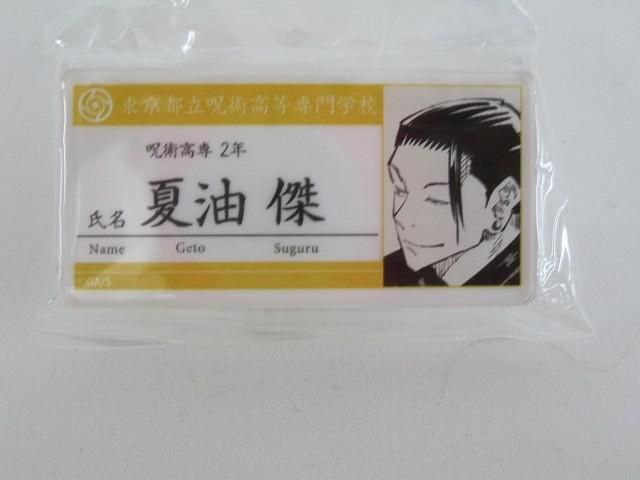 東京都立呪術高等専門学校
呪術高専 2年
氏名 夏油 傑
Name Geto Suguru
©GA/S